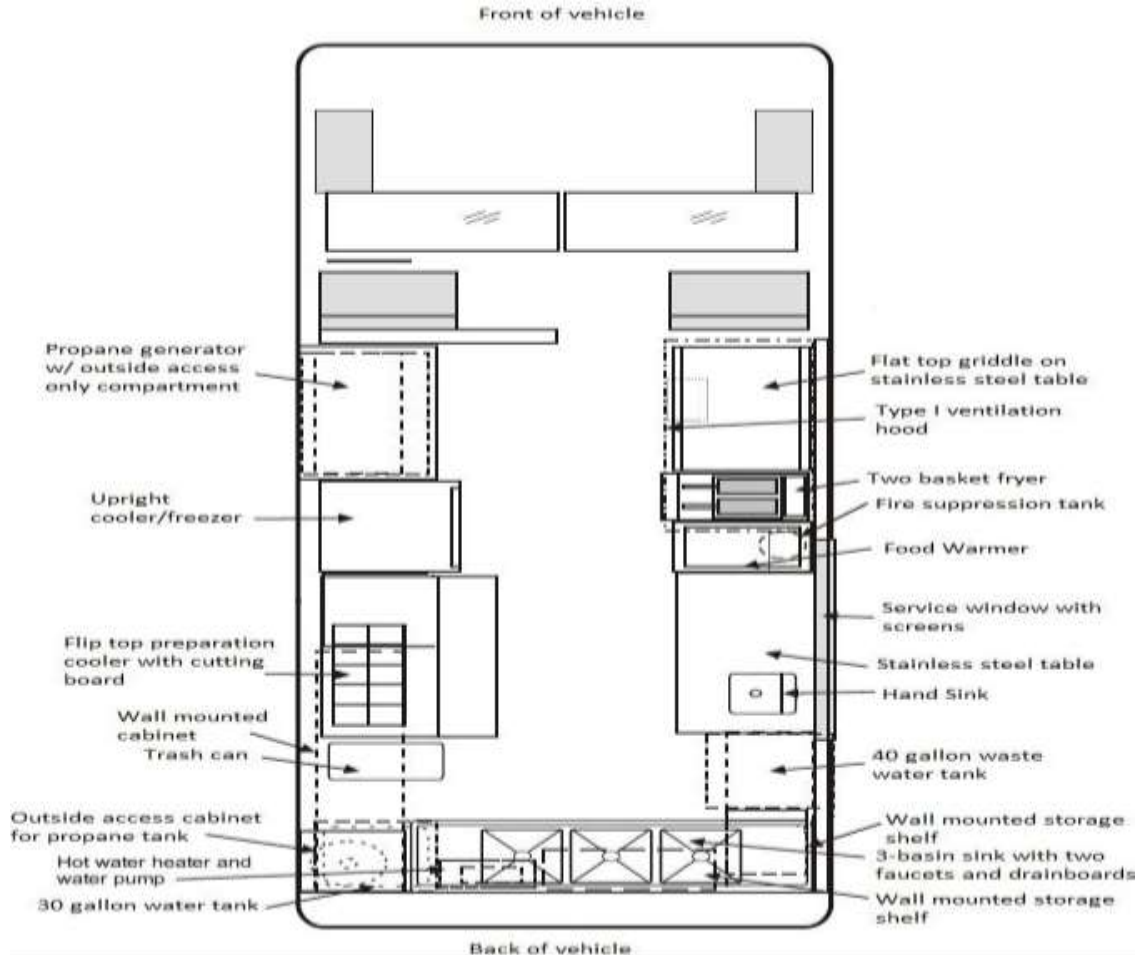 Front of vehicle
Propane generator
w/ outside access
only compartment
Upright
cooler/freezer
Flip top preparation
cooler with cutting
board
Wall mounted
cabinet
Trash can
Outside access cabinet
for propane tank
Hot water heater and
water pump
30 gallon water tank
Flat top griddle on
stainless steel table
Type I ventilation
hood
Two basket fryer
Fire suppression tank
Food Warmer
Service window with
screens
Stainless steel table
Hand Sink
40 gallon waste
water tank
Wall mounted storage
shelf
3-basin sink with two
faucets and drainboards
Wall mounted storage
shelf
Back of vehicle